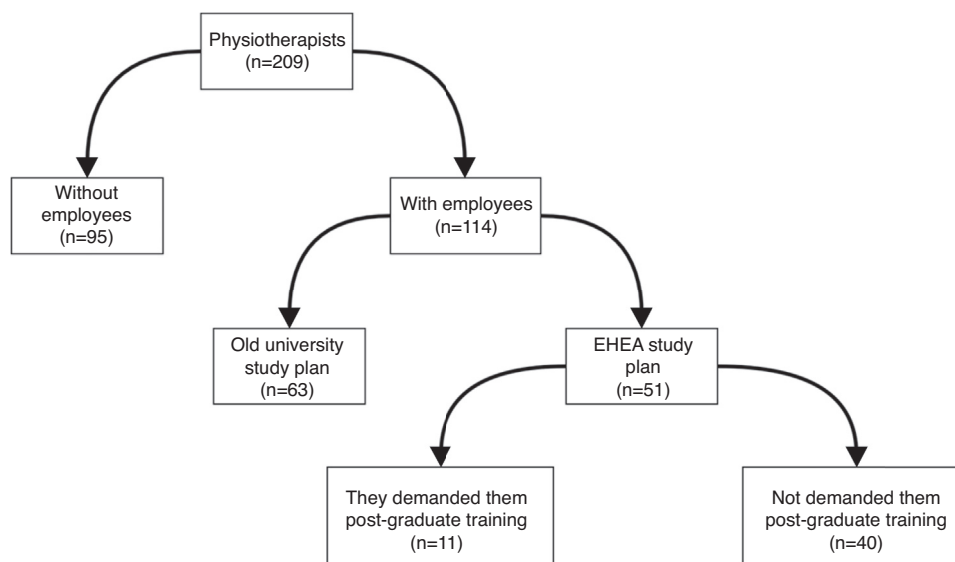 Physiotherapists
(n=209)
Without
employees
(n=95)
With employees
(n=114)
Old university
study plan
(n=63)
EHEA study
plan
(n=51)
They demanded them
post-graduate training
(n=11)
Not demanded them
post-graduate training
(n=40)